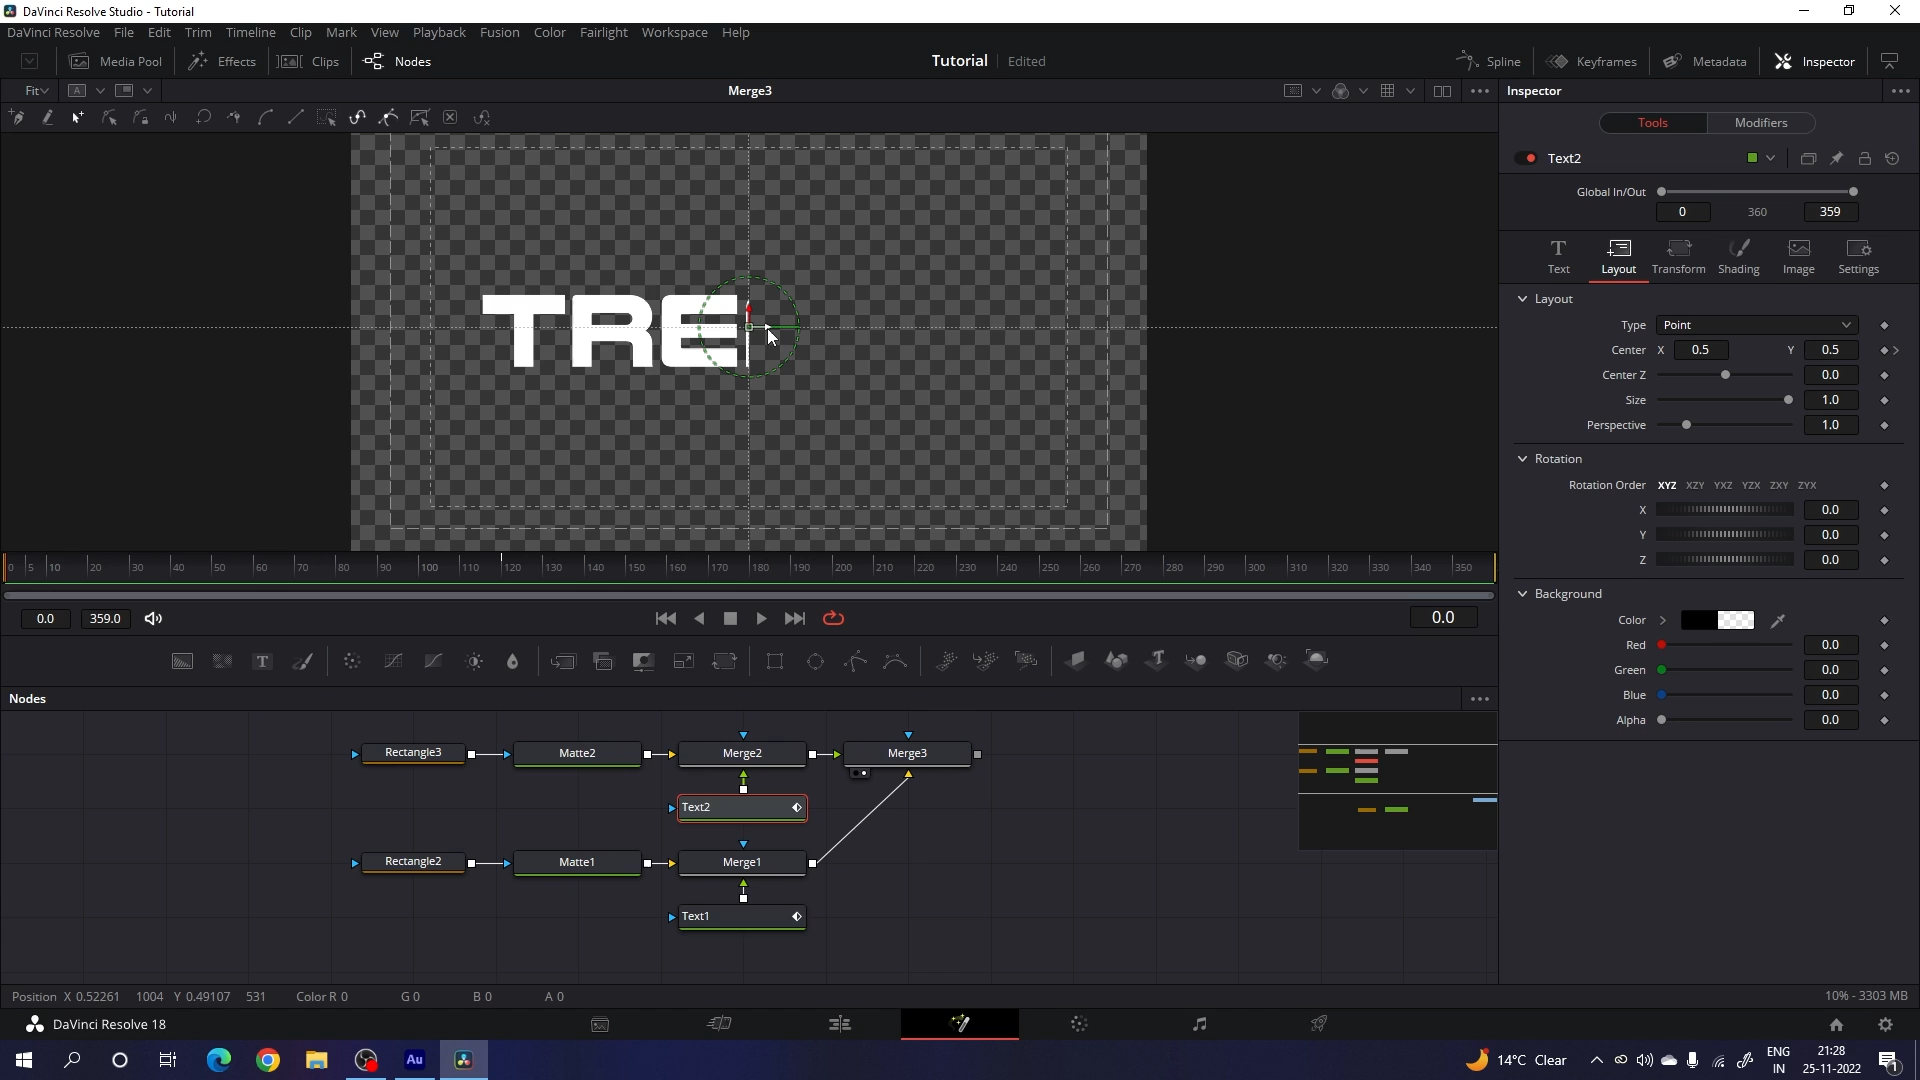 DaVinci Resolve Studio - Tutorial
DaVinci Resolve File Edit Trim Timeline Clip Mark View Playback Fusion Color Fairlight Workspace Help
Media Pool Effects Clips Nodes Tutorial Edited Spline Keyframes Metadata Inspector
Fit A Merge3 Inspector
Tools Modifiers
Text2
Global In/Out
0 360 359
Text Layout Transform Shading Image Settings
Layout
Type Point
Center X 0.5 Y 0.5
Center Z 0.0
Size 1.0
Perspective 1.0
Rotation
Rotation Order XYZ XZY YXZ YZX ZXY ZYX
X 0.0
Y 0.0
Z 0.0
Background
Color
Red 0.0
Green 0.0
Blue 0.0
Alpha 0.0
TRE
0 5 10 20 30 40 50 60 70 80 90 100 110 120 130 140 150 160 170 180 190 200 210 220 230 240 250 260 270 280 290 300 310 320 330 340 350
0.0 359.0 0.0
T T
Nodes
Rectangle3 Matte2 Merge2 Merge3
Text2
Rectangle2 Matte1 Merge1
Text1
Position X 0.52261 1004 Y 0.49107 531 Color R 0 G 0 B 0 A 0 10% - 3303 MB
DaVinci Resolve 18
Au 14°C Clear ENG
IN 21:28
25-11-2022 1